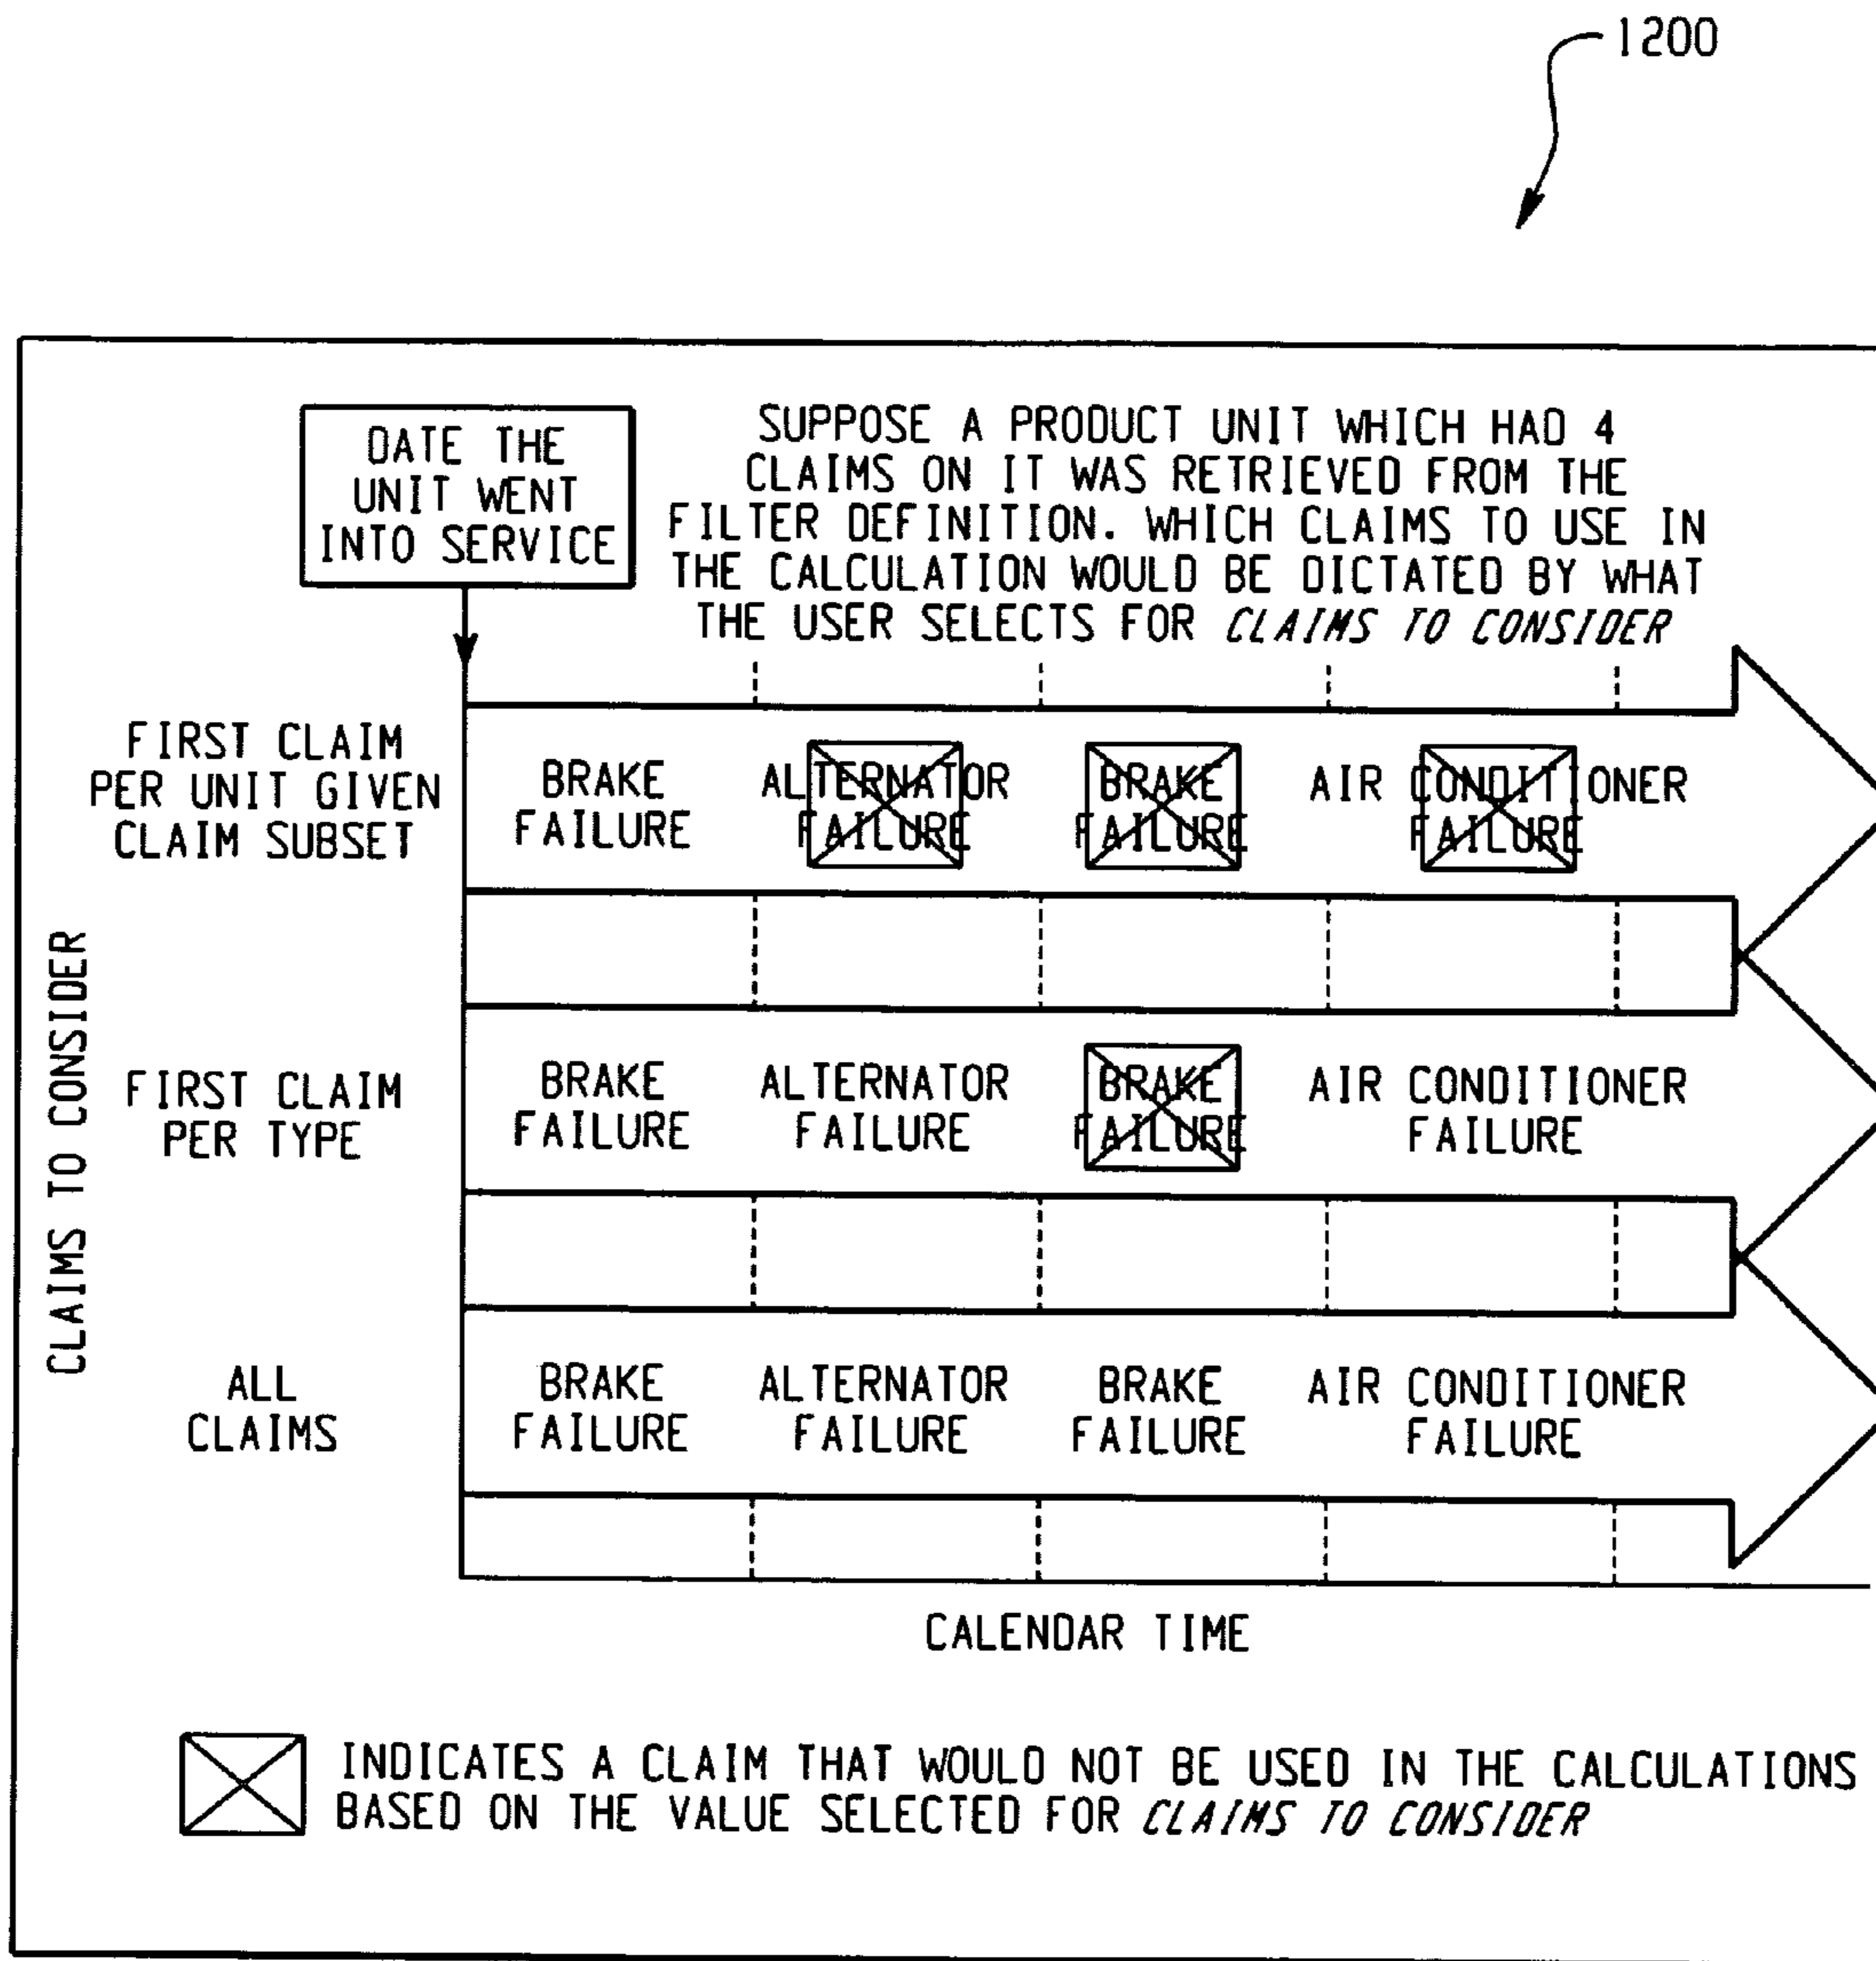 1200
DATE THE
UNIT WENT
INTO SERVICE
SUPPOSE A PRODUCT UNIT WHICH HAD 4
CLAIMS ON IT WAS RETRIEVED FROM THE
FILTER DEFINITION. WHICH CLAIMS TO USE IN
THE CALCULATION WOULD BE DICTATED BY WHAT
THE USER SELECTS FOR CLAIMS TO CONSIDER
CLAIMS TO CONSIDER
FIRST CLAIM
PER UNIT GIVEN
CLAIM SUBSET
BRAKE
FAILURE
ALTERNATOR
FAILURE
BRAKE
FAILURE
AIR CONDITIONER
FAILURE
FIRST CLAIM
PER TYPE
BRAKE
FAILURE
ALTERNATOR
FAILURE
BRAKE
FAILURE
AIR CONDITIONER
FAILURE
ALL
CLAIMS
BRAKE
FAILURE
ALTERNATOR
FAILURE
BRAKE
FAILURE
AIR CONDITIONER
FAILURE
CALENDAR TIME
INDICATES A CLAIM THAT WOULD NOT BE USED IN THE CALCULATIONS
BASED ON THE VALUE SELECTED FOR CLAIMS TO CONSIDER